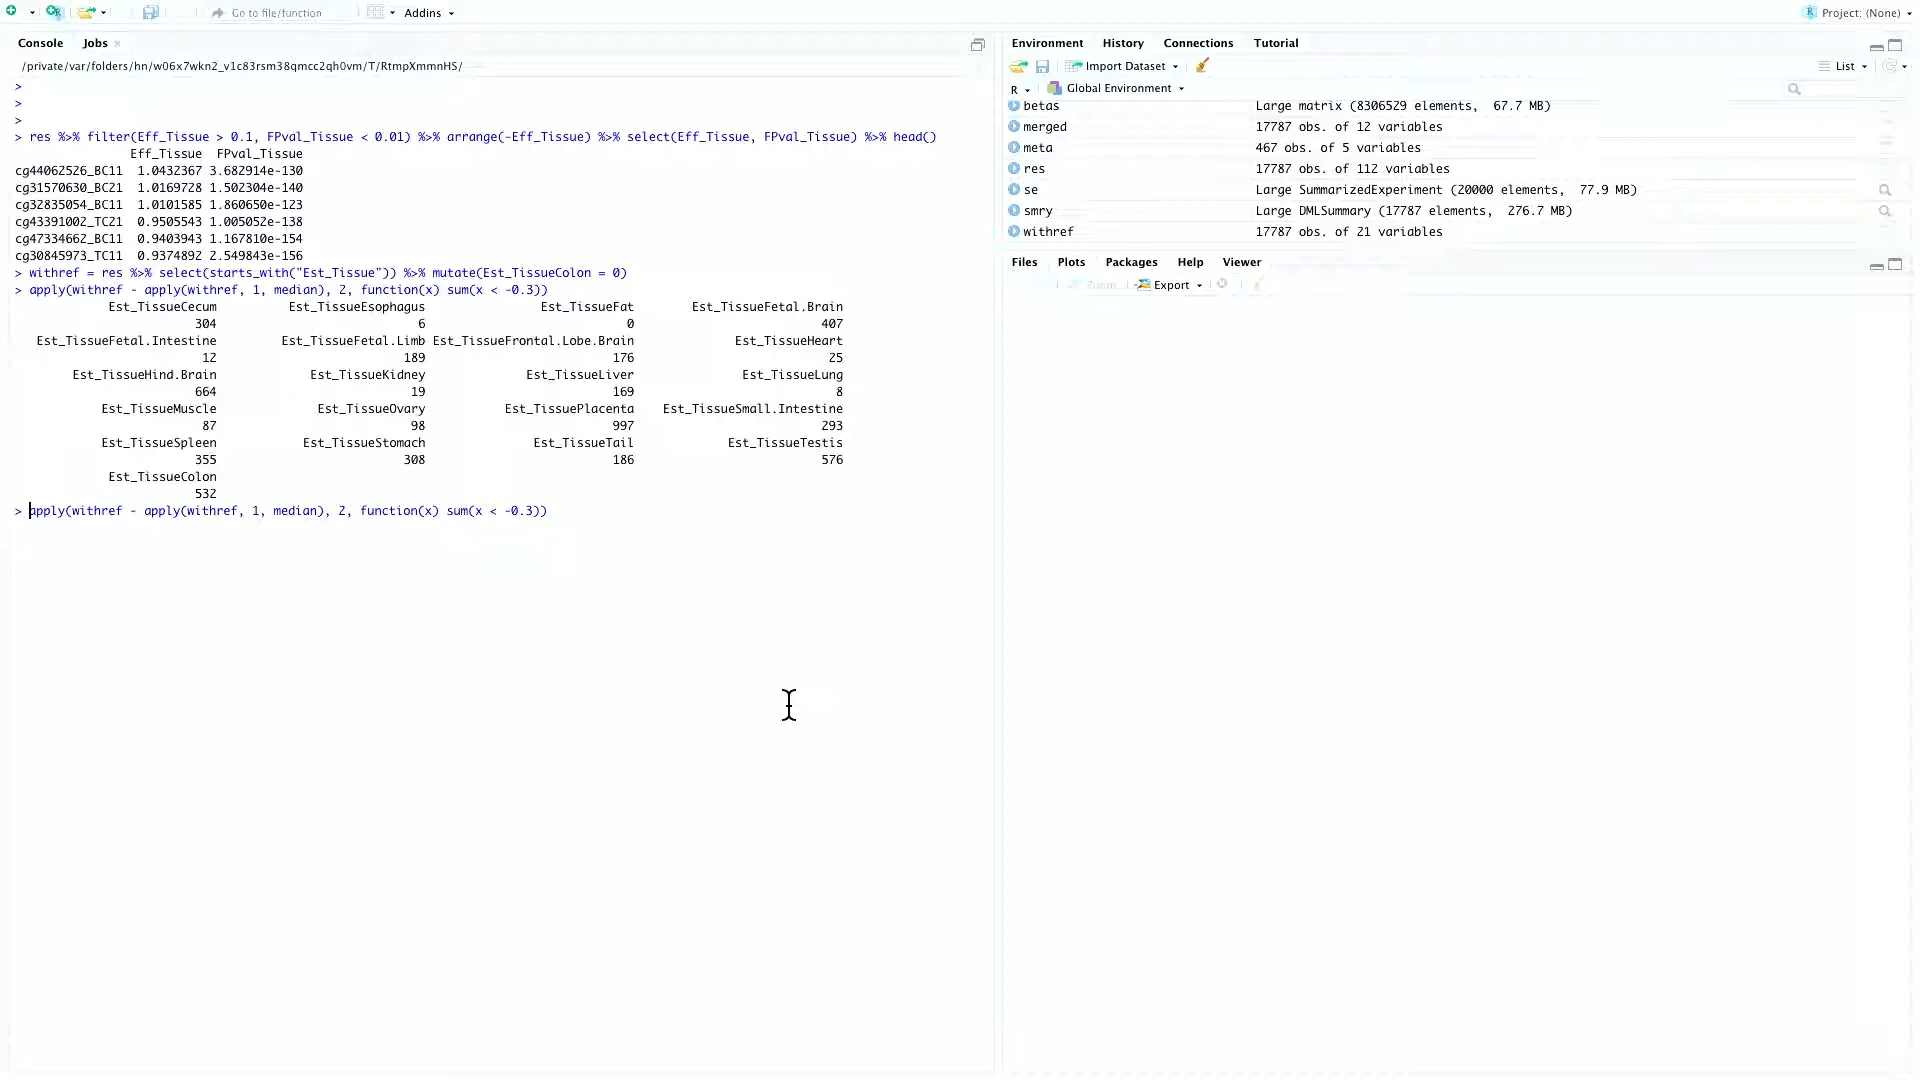 Go to file/function
Addins
Project: (None)
Console Jobs
/private/var/folders/hn/w06x7wkn2_v1c83rsm38qmcc2qh0vm/T/RtmpXmmnHS/
>
>
>
> res %>% filter(Eff_Tissue > 0.1, FPval_Tissue < 0.01) %>% arrange(-Eff_Tissue) %>% select(Eff_Tissue, FPval_Tissue) %>% head()
Eff_Tissue FPval_Tissue
cg44062526_BC11 1.0432367 3.682914e-130
cg31570630_BC21 1.0169728 1.502304e-140
cg32835054_BC11 1.0101585 1.860650e-123
cg43391002_TC21 0.9505543 1.005052e-138
cg47334662_BC11 0.9403943 1.167810e-154
cg30845973_TC11 0.9374892 2.549843e-156
> withref = res %>% select(starts_with("Est_Tissue")) %>% mutate(Est_TissueColon = 0)
> apply(withref - apply(withref, 1, median), 2, function(x) sum(x < -0.3))
Est_TissueCecum Est_TissueEsophagus Est_TissueFat Est_TissueFetal.Brain
304 6 0 407
Est_TissueFetal.Intestine Est_TissueFetal.Limb Est_TissueFrontal.Lobe.Brain Est_TissueHeart
12 189 176 25
Est_TissueHind.Brain Est_TissueKidney Est_TissueLiver Est_TissueLung
664 19 169 8
Est_TissueMuscle Est_TissueOvary Est_TissuePlacenta Est_TissueSmall.Intestine
87 98 997 293
Est_TissueSpleen Est_TissueStomach Est_TissueTail Est_TissueTestis
355 308 186 576
Est_TissueColon
532
> apply(withref - apply(withref, 1, median), 2, function(x) sum(x < -0.3))
Environment History Connections Tutorial
Import Dataset List
R Global Environment
betas Large matrix (8306529 elements, 67.7 MB)
merged 17787 obs. of 12 variables
meta 467 obs. of 5 variables
res 17787 obs. of 112 variables
se Large SummarizedExperiment (20000 elements, 77.9 MB)
smry Large DMLSummary (17787 elements, 276.7 MB)
withref 17787 obs. of 21 variables
Files Plots Packages Help Viewer
Zoom Export